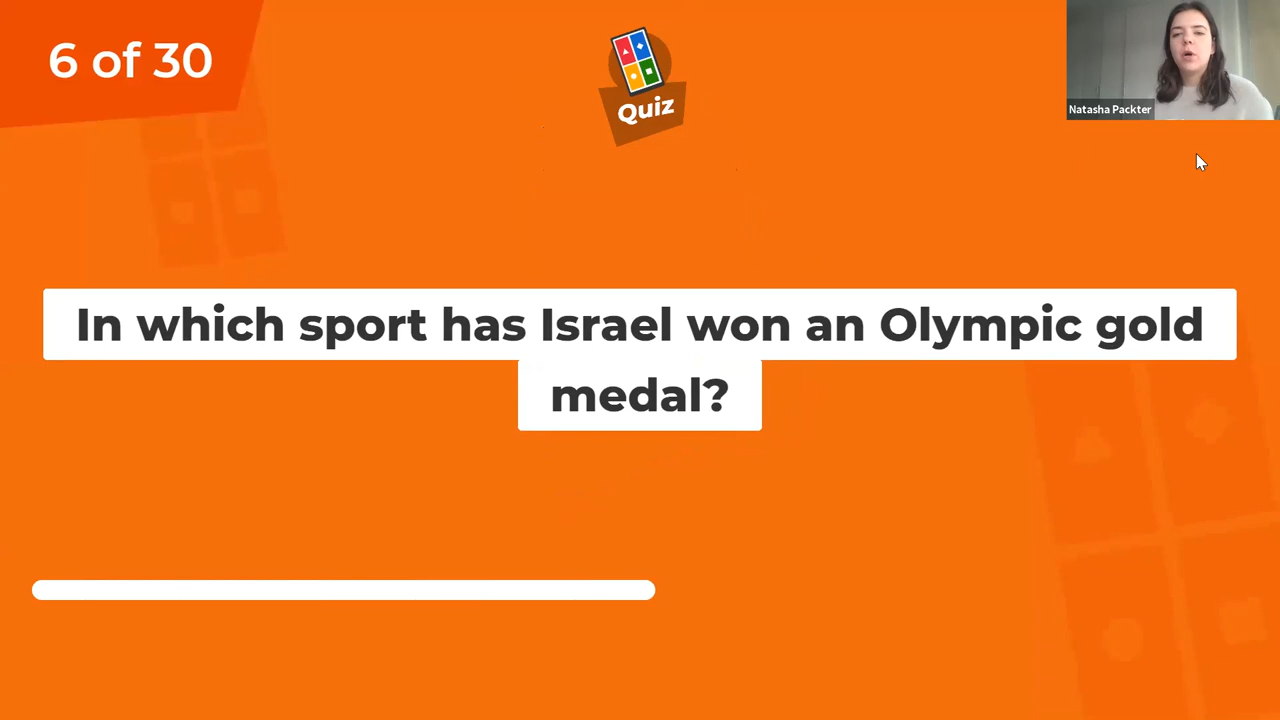 6 of 30
Quiz
Natasha Packter
In which sport has Israel won an Olympic gold
medal?